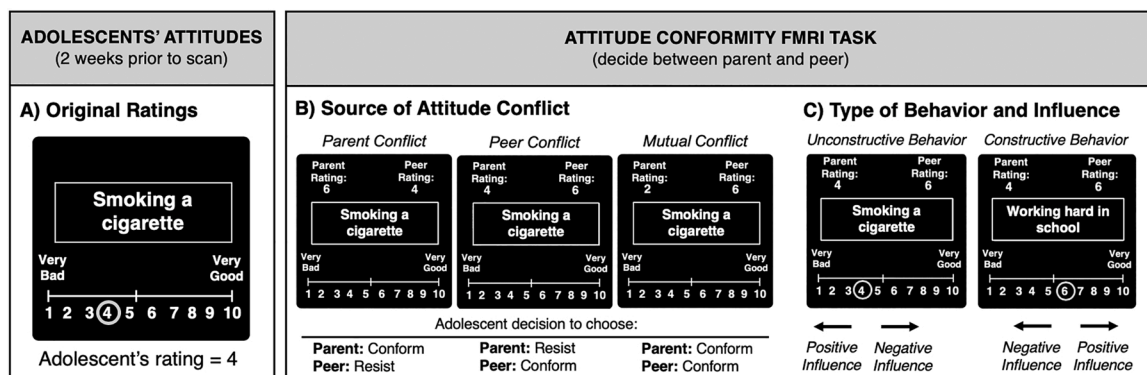 ADOLESCENTS' ATTITUDES
(2 weeks prior to scan)
A) Original Ratings
Smoking a
cigarette
Very
Bad
Very
Good
1 2 3 4 5 6 7 8 9 10
Adolescent's rating = 4
ATTITUDE CONFORMITY FMRI TASK
(decide between parent and peer)
B) Source of Attitude Conflict
Parent Conflict
Parent
Rating:
6
Peer
Rating:
4
Smoking a
cigarette
Very
Bad
Very
Good
1 2 3 4 5 6 7 8 9 10
Peer Conflict
Parent
Rating:
4
Peer
Rating:
6
Smoking a
cigarette
Very
Bad
Very
Good
1 2 3 4 5 6 7 8 9 10
Mutual Conflict
Parent
Rating:
2
Peer
Rating:
6
Smoking a
cigarette
Very
Bad
Very
Good
1 2 3 4 5 6 7 8 9 10
Adolescent decision to choose:
Parent: Conform
Peer: Resist
Parent: Resist
Peer: Conform
Parent: Conform
Peer: Conform
C) Type of Behavior and Influence
Unconstructive Behavior
Parent
Rating:
4
Peer
Rating:
6
Smoking a
cigarette
Very
Bad
Very
Good
1 2 3 4 5 6 7 8 9 10
Positive
Influence
Negative
Influence
Constructive Behavior
Parent
Rating:
4
Peer
Rating:
6
Working hard in
school
Very
Bad
Very
Good
1 2 3 4 5 6 7 8 9 10
Negative
Influence
Positive
Influence